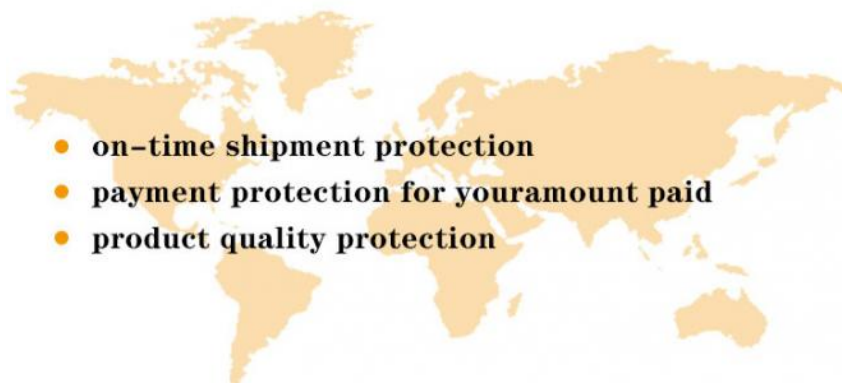 on-time shipment protection
payment protection for youramount paid
product quality protection